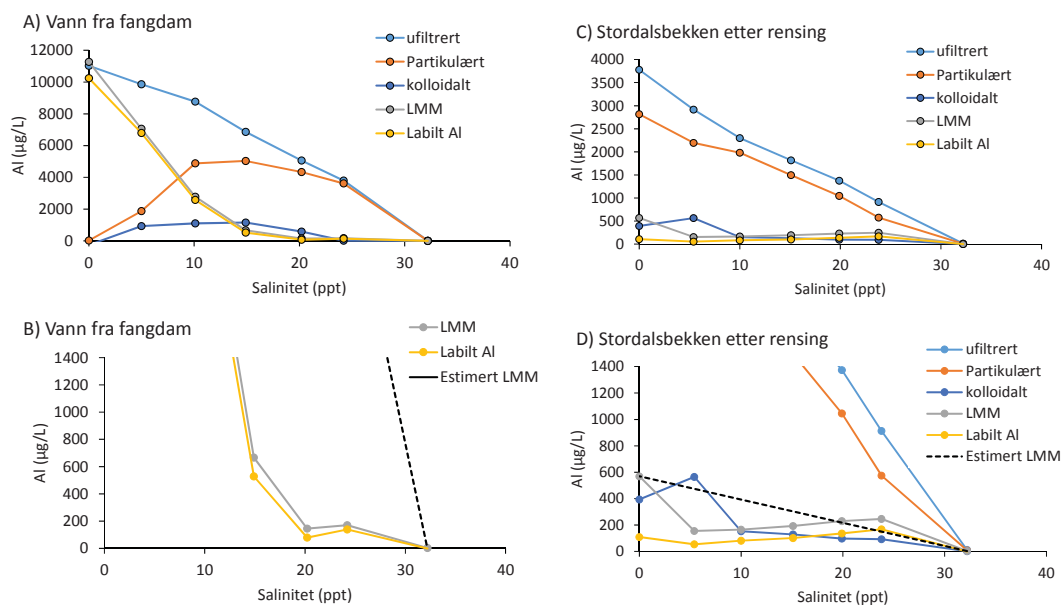 A) Vann fra fangdam
ufiltrert
Partikulært
kolloidalt
LMM
Labilt Al
12000
10000
8000
6000
4000
2000
0
Al (µg/L)
0 10 20 30 40
Salinitet (ppt)
C) Stordalsbekken etter rensing
ufiltrert
Partikulært
kolloidalt
LMM
Labilt Al
4000
3500
3000
2500
2000
1500
1000
500
0
Al (µg/L)
0 10 20 30 40
Salinitet (ppt)
B) Vann fra fangdam
LMM
Labilt Al
Estimert LMM
1400
1200
1000
800
600
400
200
0
Al (µg/L)
0 10 20 30 40
Salinitet (ppt)
D) Stordalsbekken etter rensing
ufiltrert
Partikulært
kolloidalt
LMM
Labilt Al
Estimert LMM
1400
1200
1000
800
600
400
200
0
Al (µg/L)
0 10 20 30 40
Salinitet (ppt)